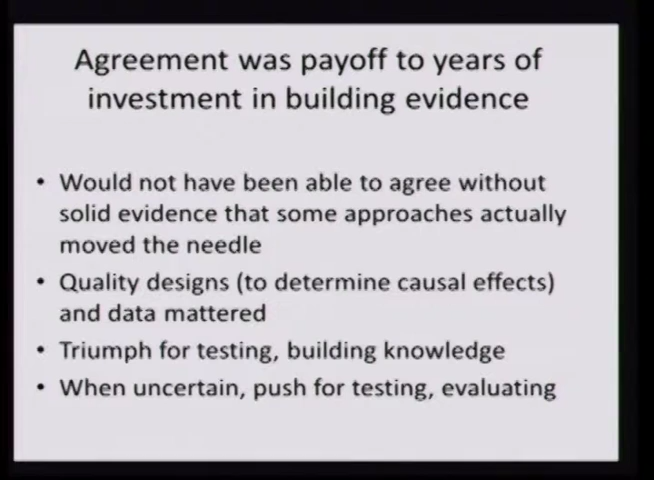 Agreement was payoff to years of
investment in building evidence
• Would not have been able to agree without
solid evidence that some approaches actually
moved the needle
• Quality designs (to determine causal effects)
and data mattered
• Triumph for testing, building knowledge
• When uncertain, push for testing, evaluating